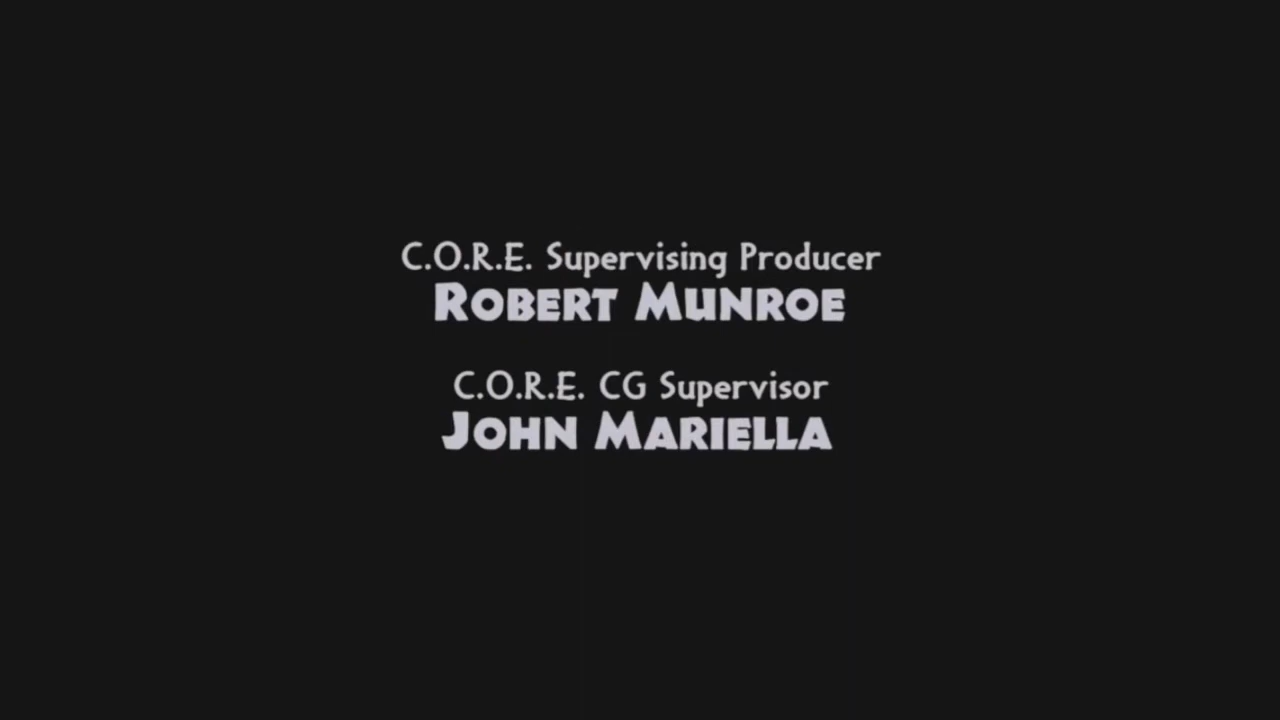 C.O.R.E. Supervising Producer
ROBERT MUNROE
C.O.R.E. CG Supervisor
JOHN MARIELLA